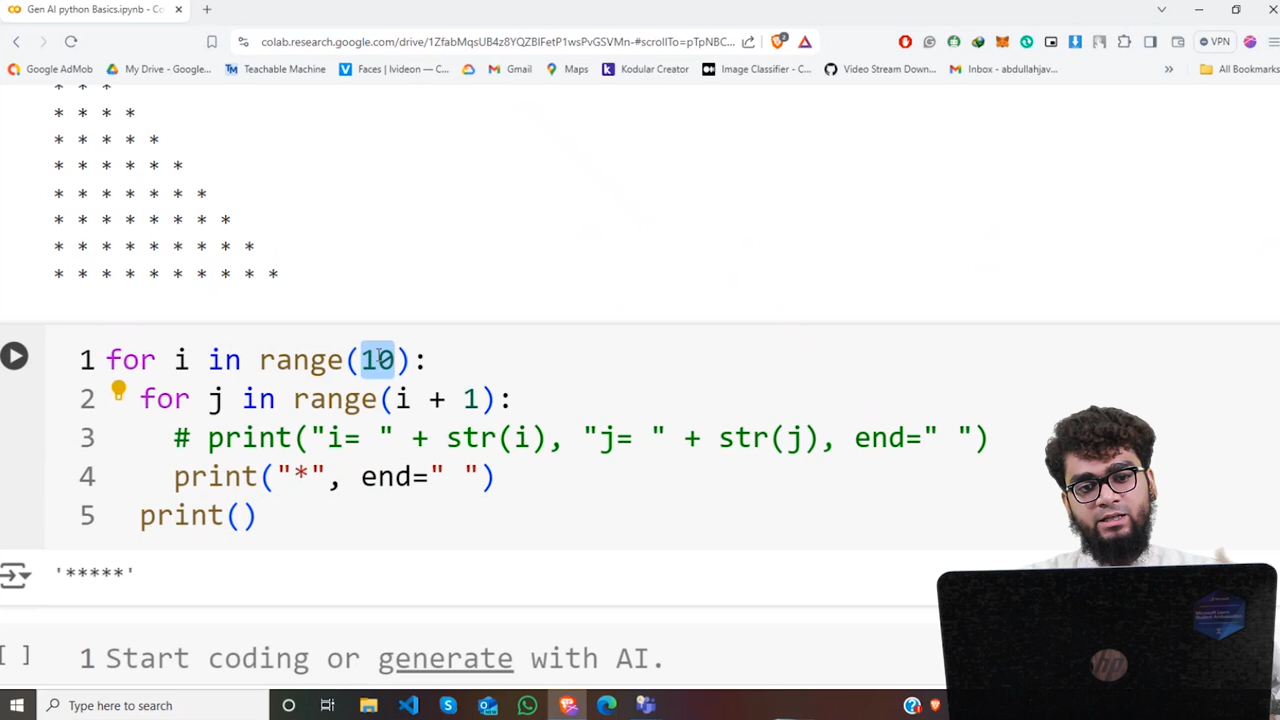 Gen AI python Basics.ipynb - Co
colab.research.google.com/drive/1ZfabMqsUB4z8YQZBIFetP1wsPvGSVMn-#scrollTo=pTpNBC...
VPN
Google AdMob
My Drive - Google...
Teachable Machine
Faces | Ivideon — C...
Gmail
Maps
Kodular Creator
Image Classifier - C...
Video Stream Down...
Inbox - abdullahjav...
»
All Bookmarks
* * *
* * * *
* * * * *
* * * * * *
* * * * * * *
* * * * * * * *
* * * * * * * * *
* * * * * * * * * *
1 for i in range(10):
2 for j in range(i + 1):
3 # print("i= " + str(i), "j= " + str(j), end=" ")
4 print("*", end=" ")
5 print()
'*****'
[ ] 1 Start coding or generate with AI.
hp
Type here to search